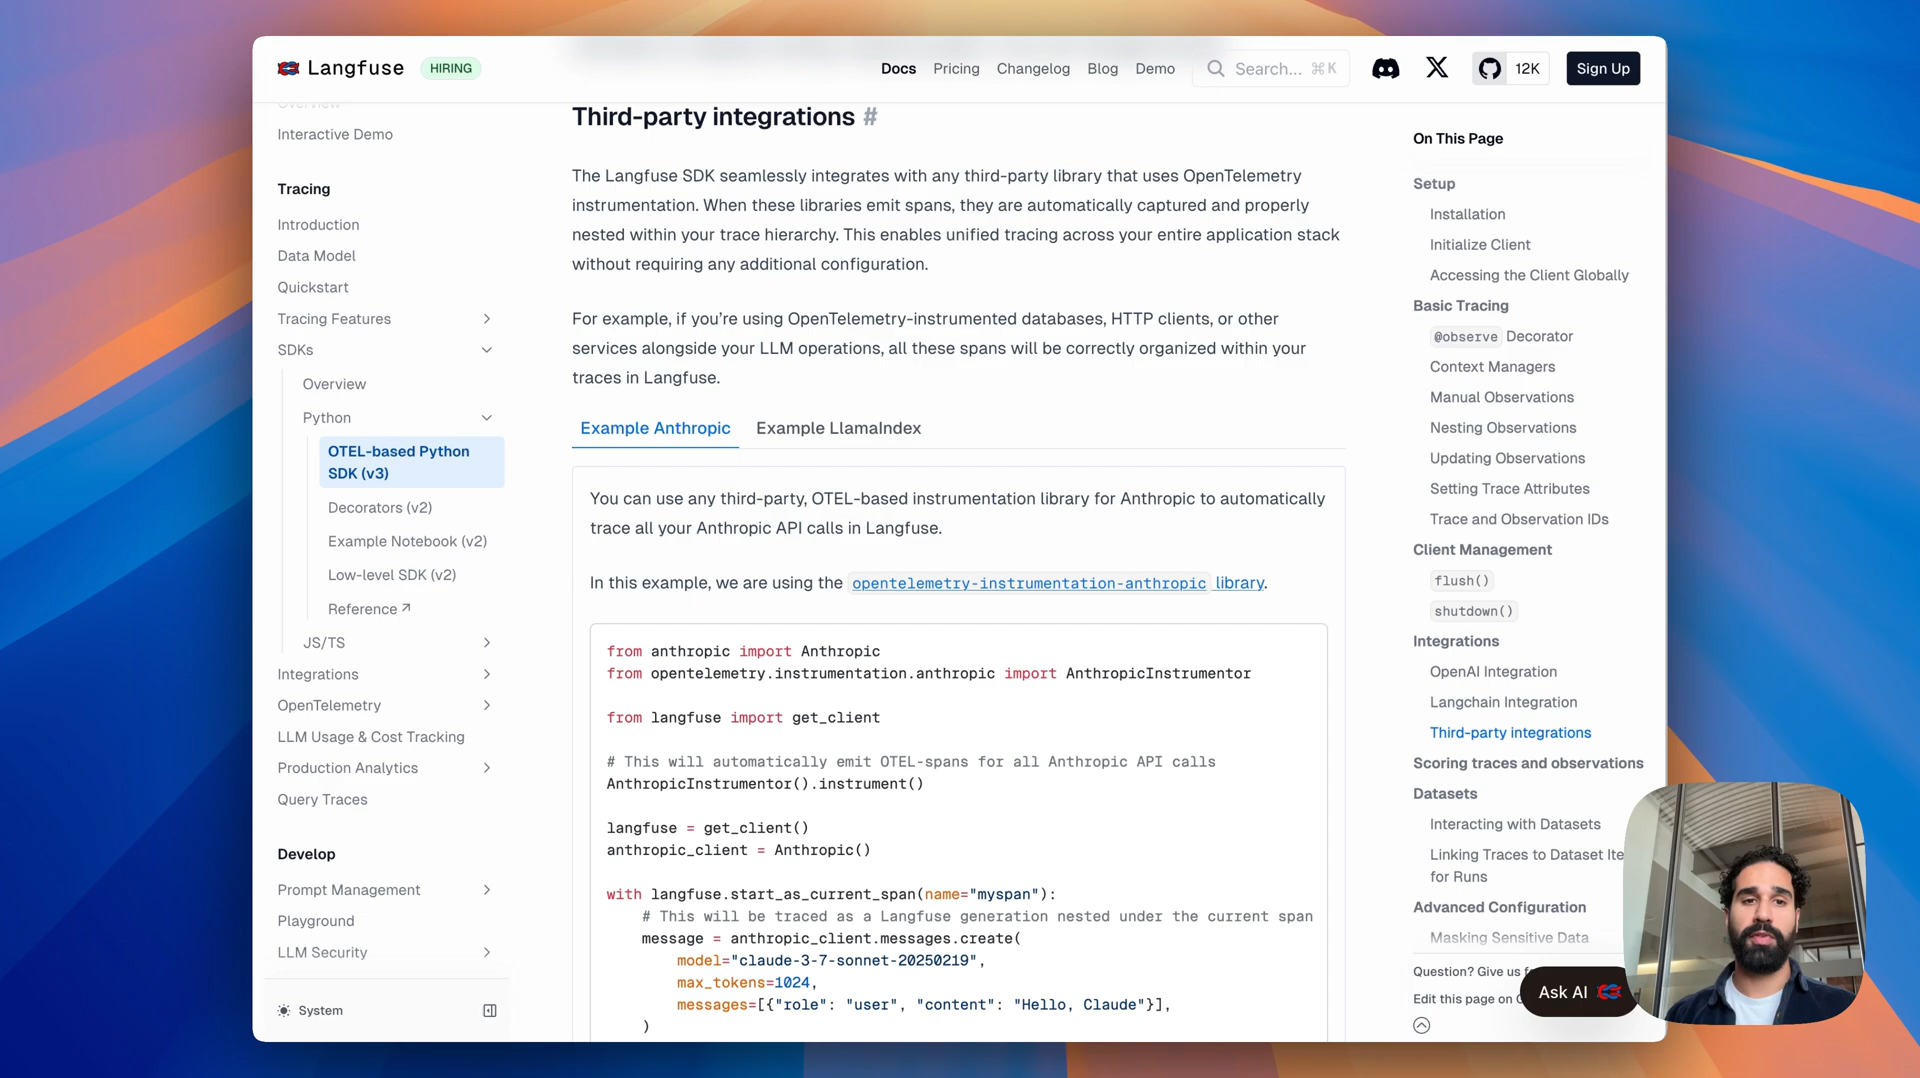 Langfuse
HIRING
Docs
Pricing
Changelog
Blog
Demo
Search... ⌘K
12K
Sign Up
Overview
Interactive Demo
Tracing
Introduction
Data Model
Quickstart
Tracing Features
SDKs
Overview
Python
OTEL-based Python
SDK (v3)
Decorators (v2)
Example Notebook (v2)
Low-level SDK (v2)
Reference ↗
JS/TS
Integrations
OpenTelemetry
LLM Usage & Cost Tracking
Production Analytics
Query Traces
Develop
Prompt Management
Playground
LLM Security
System
Third-party integrations #
The Langfuse SDK seamlessly integrates with any third-party library that uses OpenTelemetry
instrumentation. When these libraries emit spans, they are automatically captured and properly
nested within your trace hierarchy. This enables unified tracing across your entire application stack
without requiring any additional configuration.
For example, if you’re using OpenTelemetry-instrumented databases, HTTP clients, or other
services alongside your LLM operations, all these spans will be correctly organized within your
traces in Langfuse.
Example Anthropic
Example LlamaIndex
You can use any third-party, OTEL-based instrumentation library for Anthropic to automatically
trace all your Anthropic API calls in Langfuse.
In this example, we are using the opentelemetry-instrumentation-anthropic library.
from anthropic import Anthropic
from opentelemetry.instrumentation.anthropic import AnthropicInstrumentor
from langfuse import get_client
# This will automatically emit OTEL-spans for all Anthropic API calls
AnthropicInstrumentor().instrument()
langfuse = get_client()
anthropic_client = Anthropic()
with langfuse.start_as_current_span(name="myspan"):
# This will be traced as a Langfuse generation nested under the current span
message = anthropic_client.messages.create(
model="claude-3-7-sonnet-20250219",
max_tokens=1024,
messages=[{"role": "user", "content": "Hello, Claude"}],
)
On This Page
Setup
Installation
Initialize Client
Accessing the Client Globally
Basic Tracing
@observe Decorator
Context Managers
Manual Observations
Nesting Observations
Updating Observations
Setting Trace Attributes
Trace and Observation IDs
Client Management
flush()
shutdown()
Integrations
OpenAI Integration
Langchain Integration
Third-party integrations
Scoring traces and observations
Datasets
Interacting with Datasets
Linking Traces to Dataset Ite
for Runs
Advanced Configuration
Masking Sensitive Data
Question? Give us
Edit this page on
Ask AI